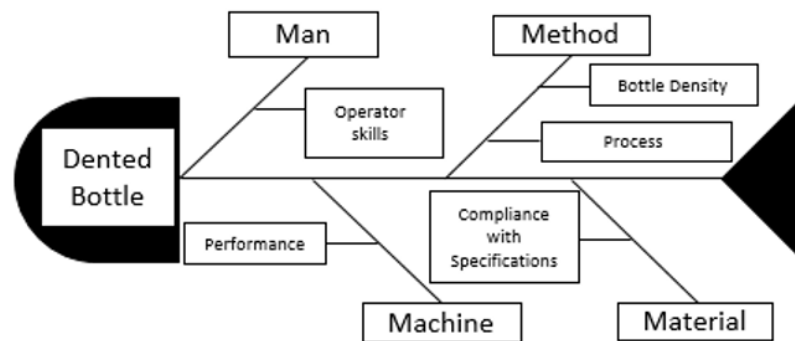 Man
Method
Operator
skills
Bottle Density
Process
Dented
Bottle
Performance
Compliance
with
Specifications
Machine
Material